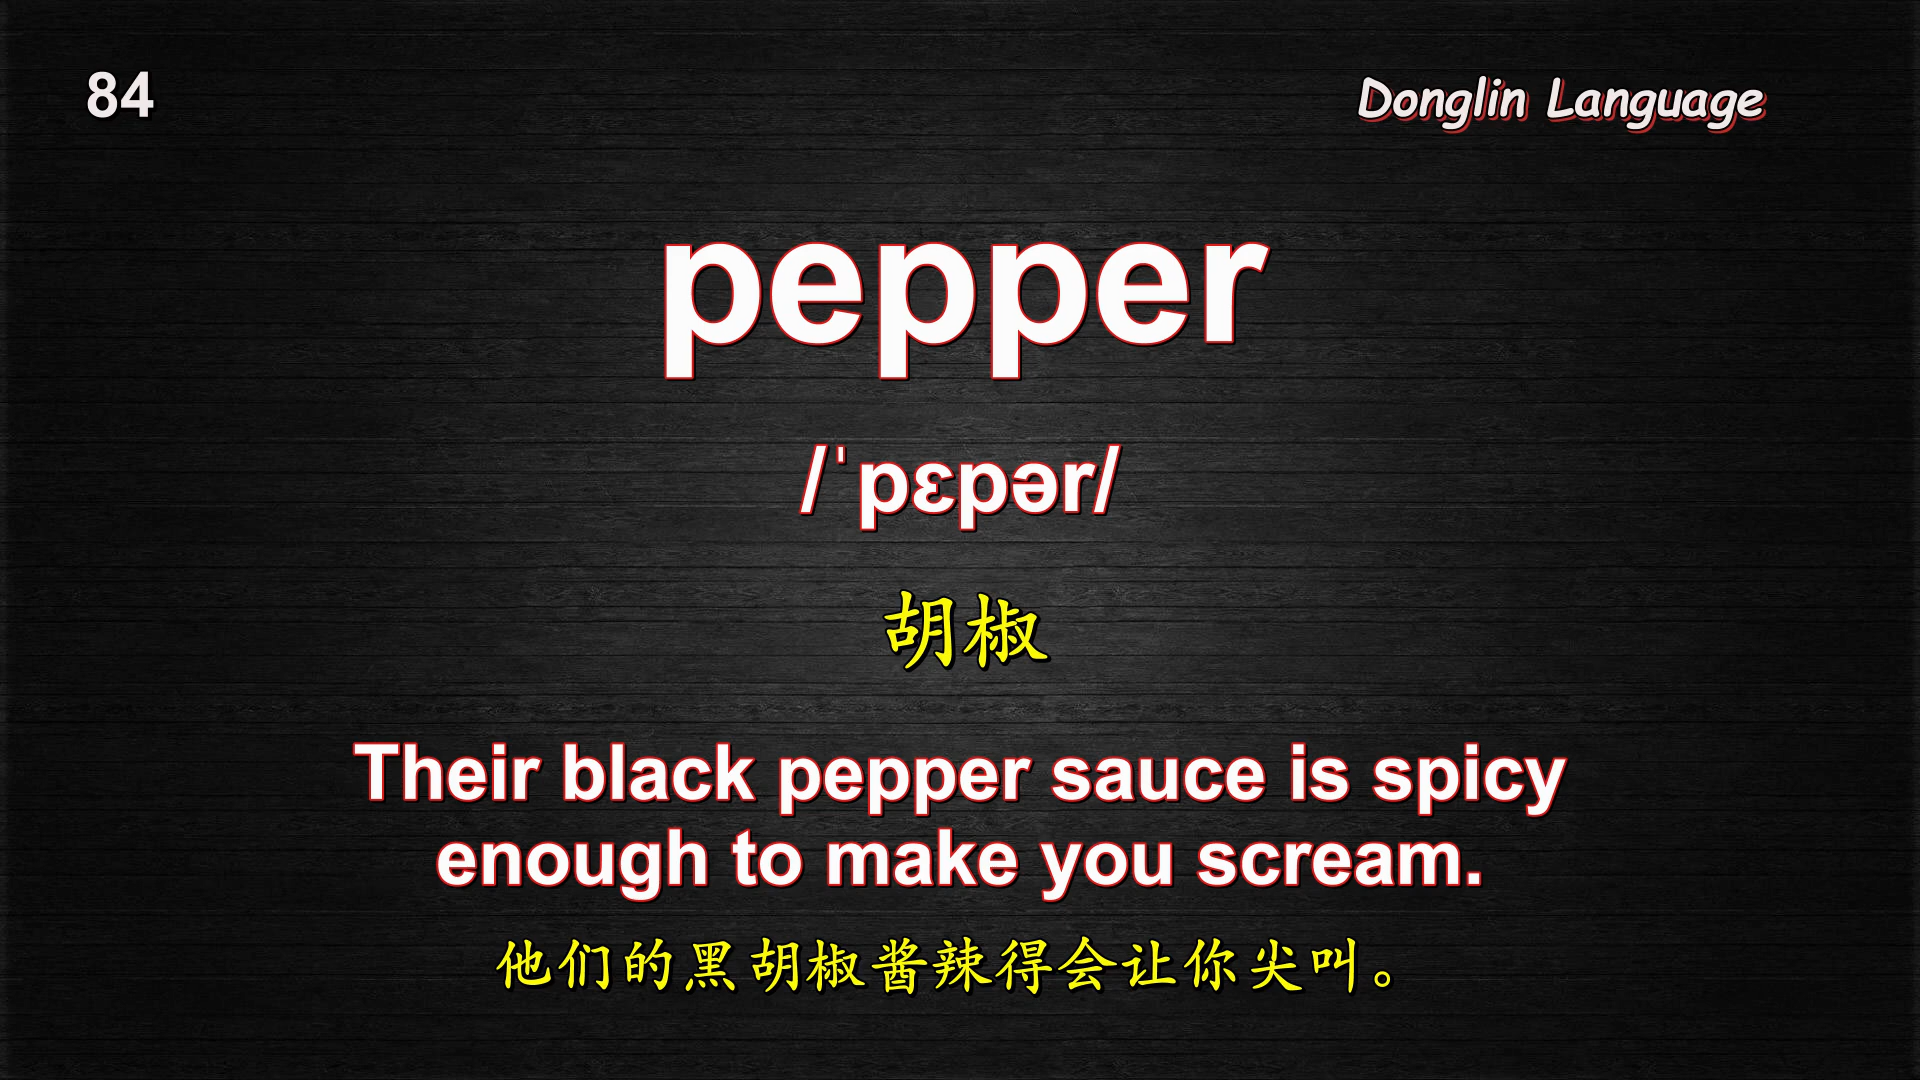 84
Donglin Language
pepper
/ˈpɛpər/
胡椒
Their black pepper sauce is spicy
enough to make you scream.
他们的黑胡椒酱辣得会让你尖叫。